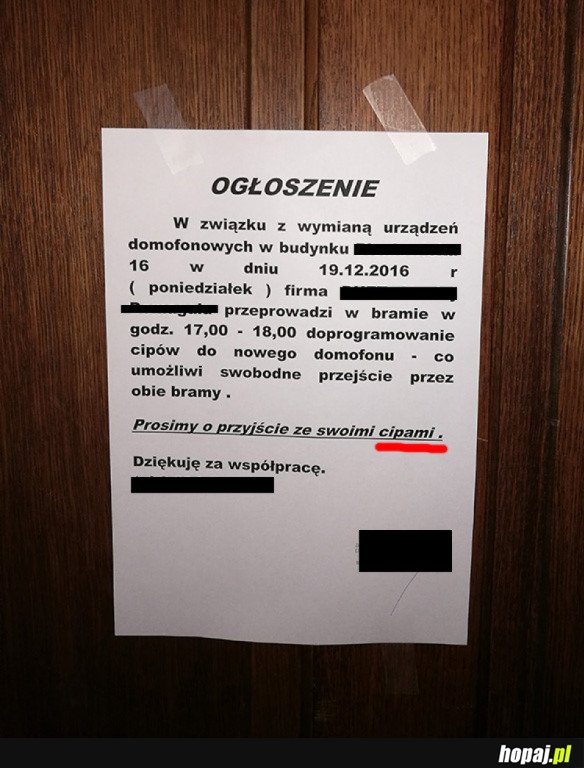 OGŁOSZENIE
W związku z wymianą urządzeń
domofonowych w budynku
16 w dniu 19.12.2016 r
( poniedziałek ) firma
przeprowadzi w bramie w
godz. 17,00 - 18,00 doprogramowanie
cipów do nowego domofonu - co
umożliwi swobodne przejście przez
obie bramy .
Prosimy o przyjście ze swoimi cipami .
Dziękuję za współpracę.
hopaj.pl